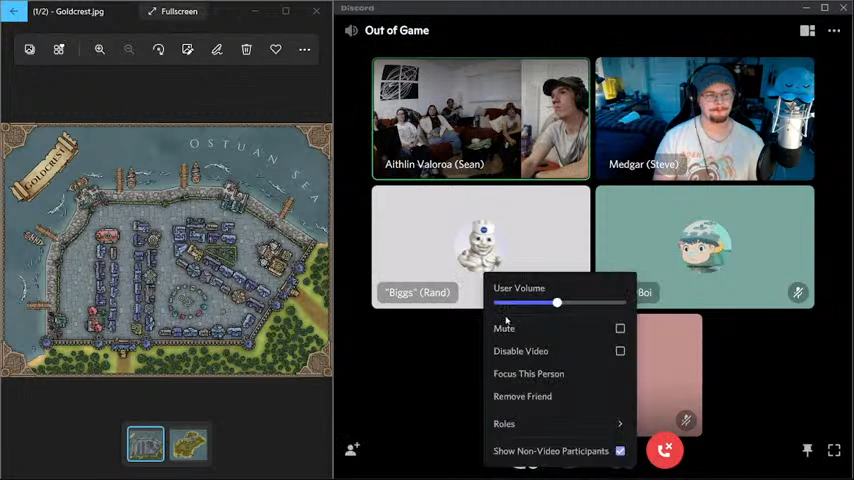 (1/2) - Goldcrest.jpg
Fullscreen
GOLDCREST
OSTUAN SEA
Discord
Out of Game
Aithlin Valoroa (Sean)
Medgar (Steve)
"Biggs" (Rand)
Boi
User Volume
Mute
Disable Video
Focus This Person
Remove Friend
Roles
Show Non-Video Participants